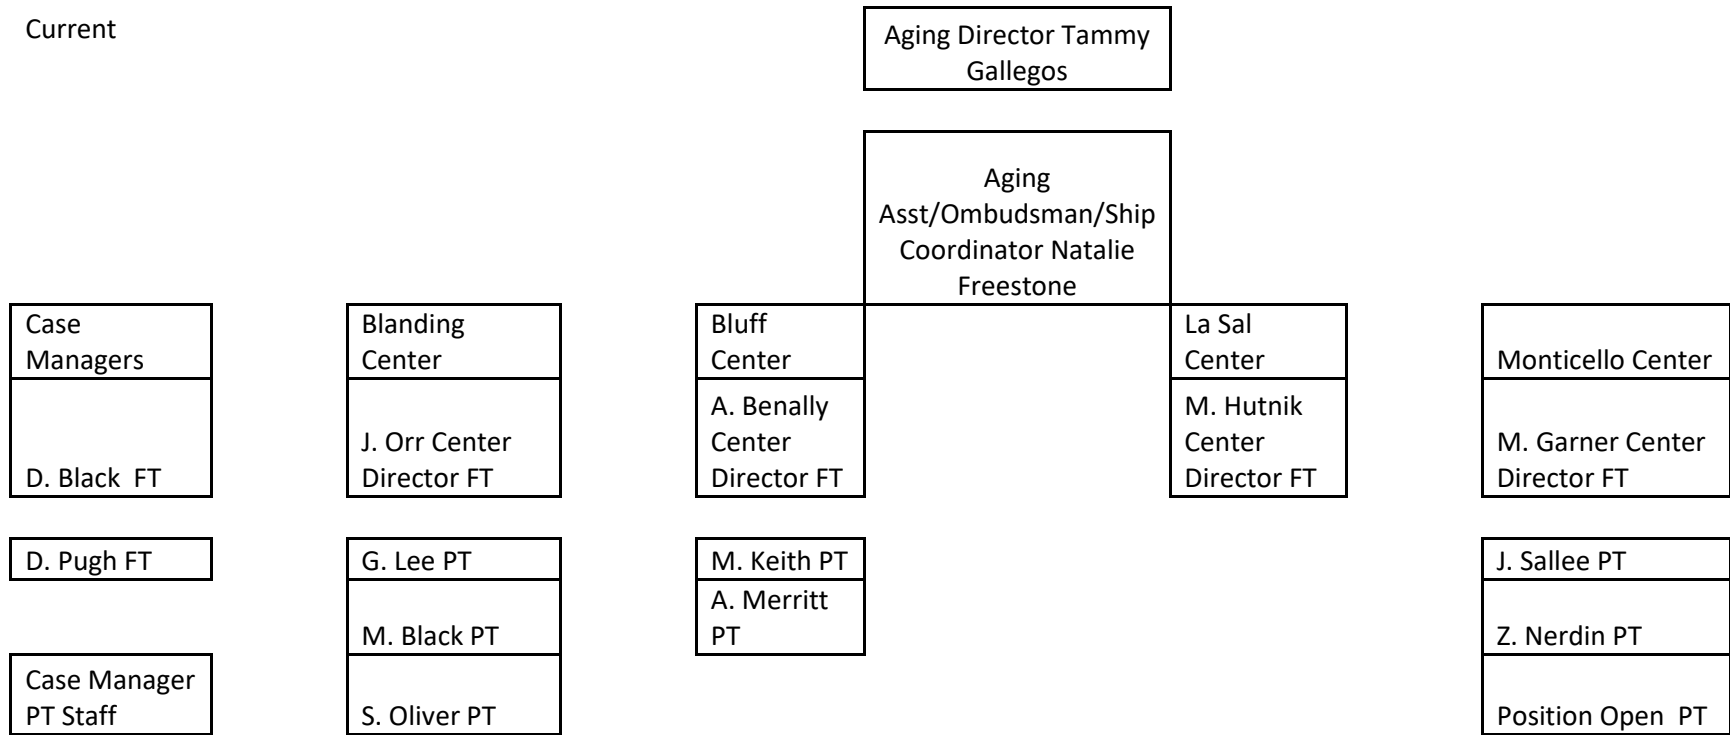 Current
Aging Director Tammy
Gallegos
Aging
Asst/Ombudsman/Ship
Coordinator Natalie
Freestone
Case
Managers
Blanding
Center
Bluff
Center
La Sal
Center
Monticello Center
D. Black  FT
J. Orr Center
Director FT
A. Benally
Center
Director FT
M. Hutnik
Center
Director FT
M. Garner Center
Director FT
D. Pugh FT
G. Lee PT
M. Keith PT
J. Sallee PT
M. Black PT
A. Merritt
PT
Z. Nerdin PT
Case Manager
PT Staff
S. Oliver PT
Position Open  PT